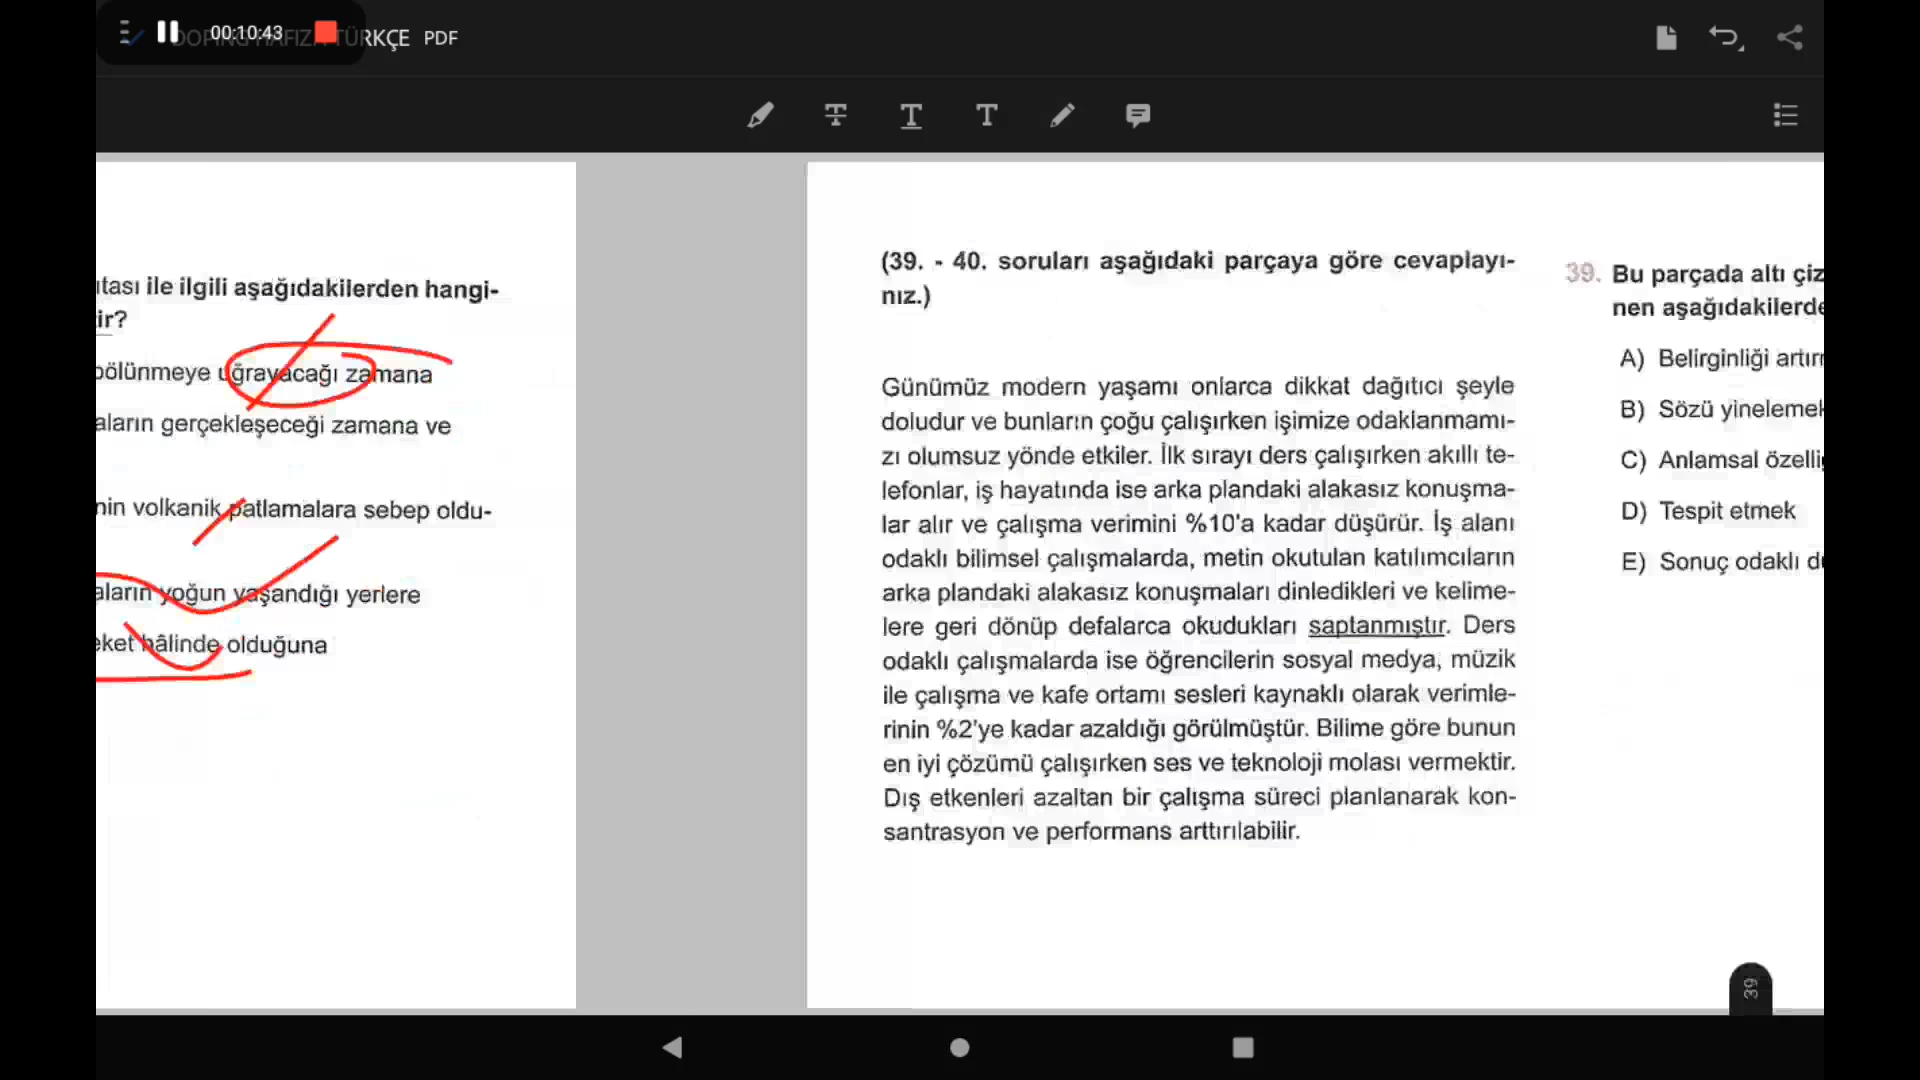 00:10:43
DOPING HAFIZA TÜRKÇE PDF
ıtası ile ilgili aşağıdakilerden hangi-
ir?
bölünmeye uğrayacağı zamana
aların gerçekleşeceği zamana ve
nin volkanik patlamalara sebep oldu-
aların yoğun yaşandığı yerlere
eket hâlinde olduğuna
(39. - 40. soruları aşağıdaki parçaya göre cevaplayı-
nız.)
Günümüz modern yaşamı onlarca dikkat dağıtıcı şeyle
doludur ve bunların çoğu çalışırken işimize odaklanmamı-
zı olumsuz yönde etkiler. İlk sırayı ders çalışırken akıllı te-
lefonlar, iş hayatında ise arka plandaki alakasız konuşma-
lar alır ve çalışma verimini %10'a kadar düşürür. İş alanı
odaklı bilimsel çalışmalarda, metin okutulan katılımcıların
arka plandaki alakasız konuşmaları dinledikleri ve kelime-
lere geri dönüp defalarca okudukları saptanmıştır. Ders
odaklı çalışmalarda ise öğrencilerin sosyal medya, müzik
ile çalışma ve kafe ortamı sesleri kaynaklı olarak verimle-
rinin %2'ye kadar azaldığı görülmüştür. Bilime göre bunun
en iyi çözümü çalışırken ses ve teknoloji molası vermektir.
Dış etkenleri azaltan bir çalışma süreci planlanarak kon-
santrasyon ve performans arttırılabilir.
39. Bu parçada altı çiz
nen aşağıdakilerde
A) Belirginliği artırı
B) Sözü yinelemek
C) Anlamsal özelliğ
D) Tespit etmek
E) Sonuç odaklı dü
39